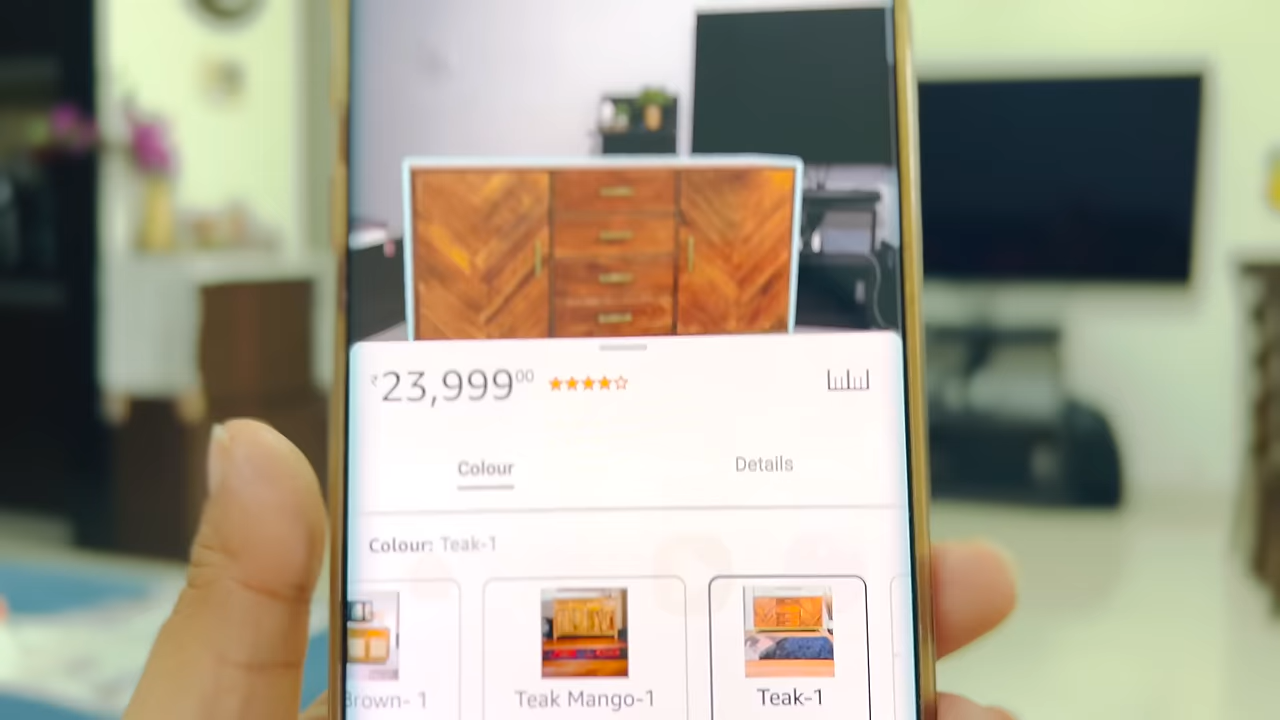 ₹23,99900
Colour
Details
Colour: Teak-1
Brown- 1
Teak Mango-1
Teak-1